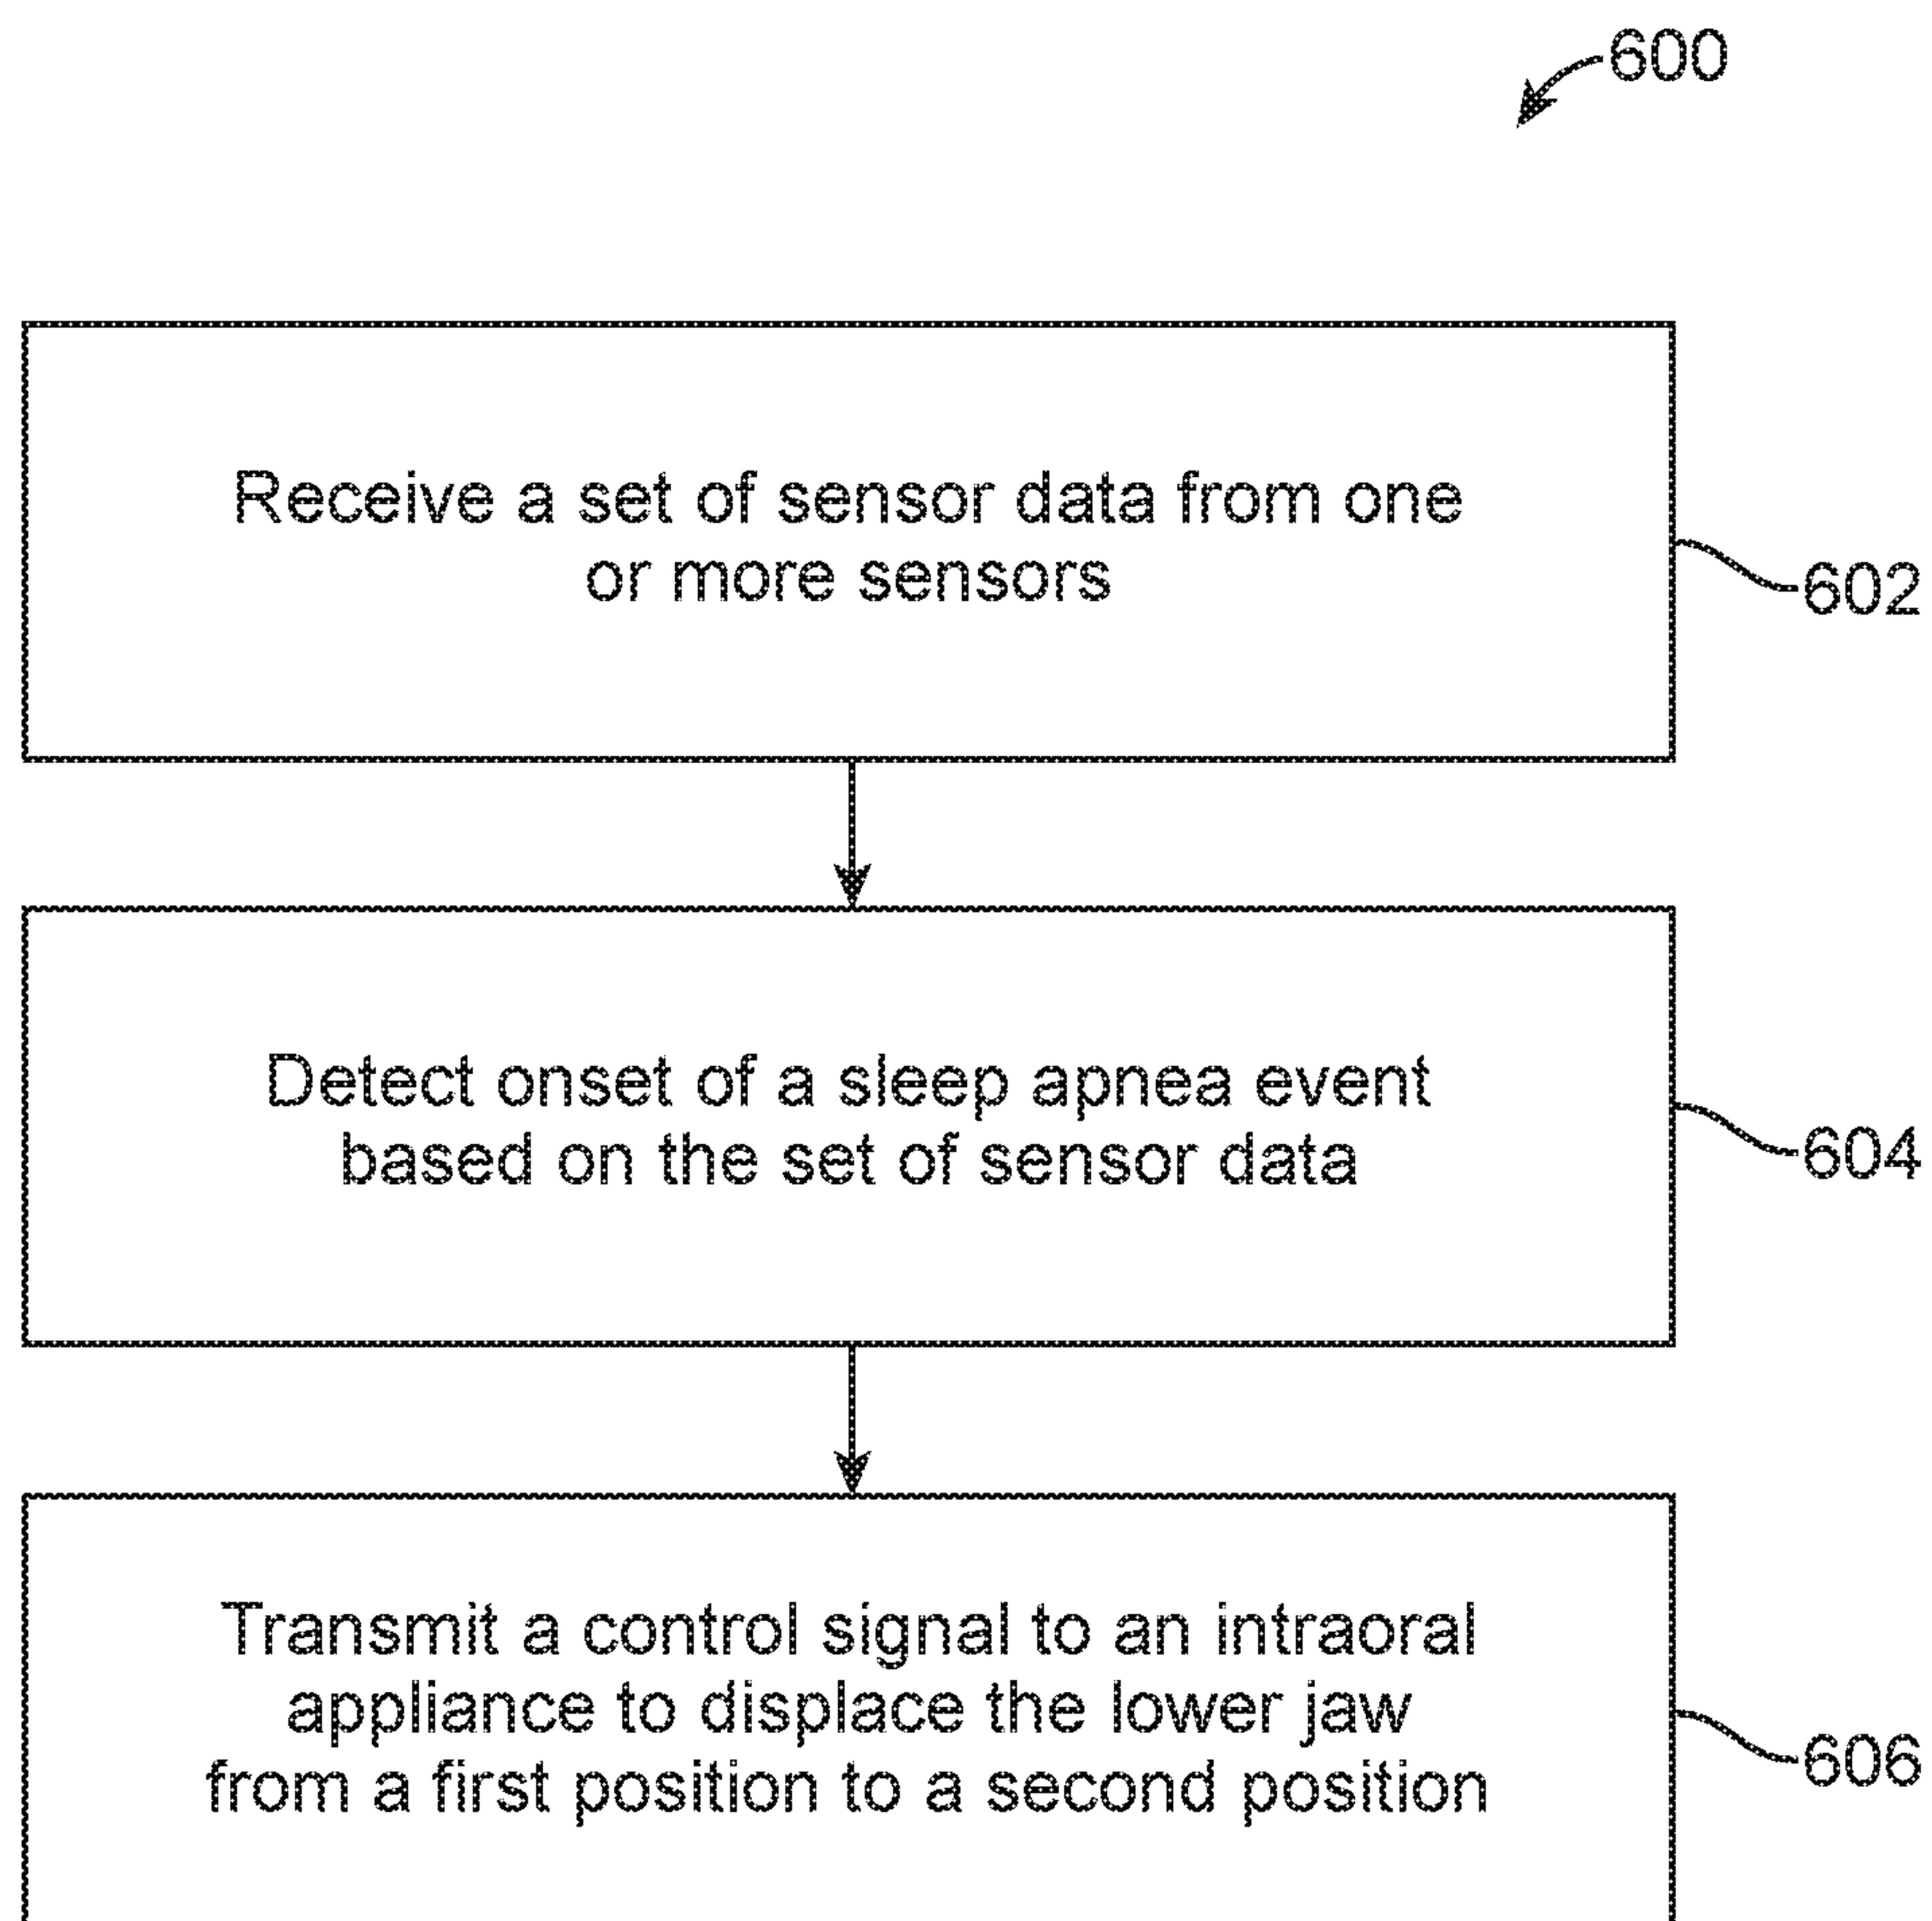 600
Receive a set of sensor data from one
or more sensors
602
Detect onset of a sleep apnea event
based on the set of sensor data
604
Transmit a control signal to an intraoral
appliance to displace the lower jaw
from a first position to a second position
606